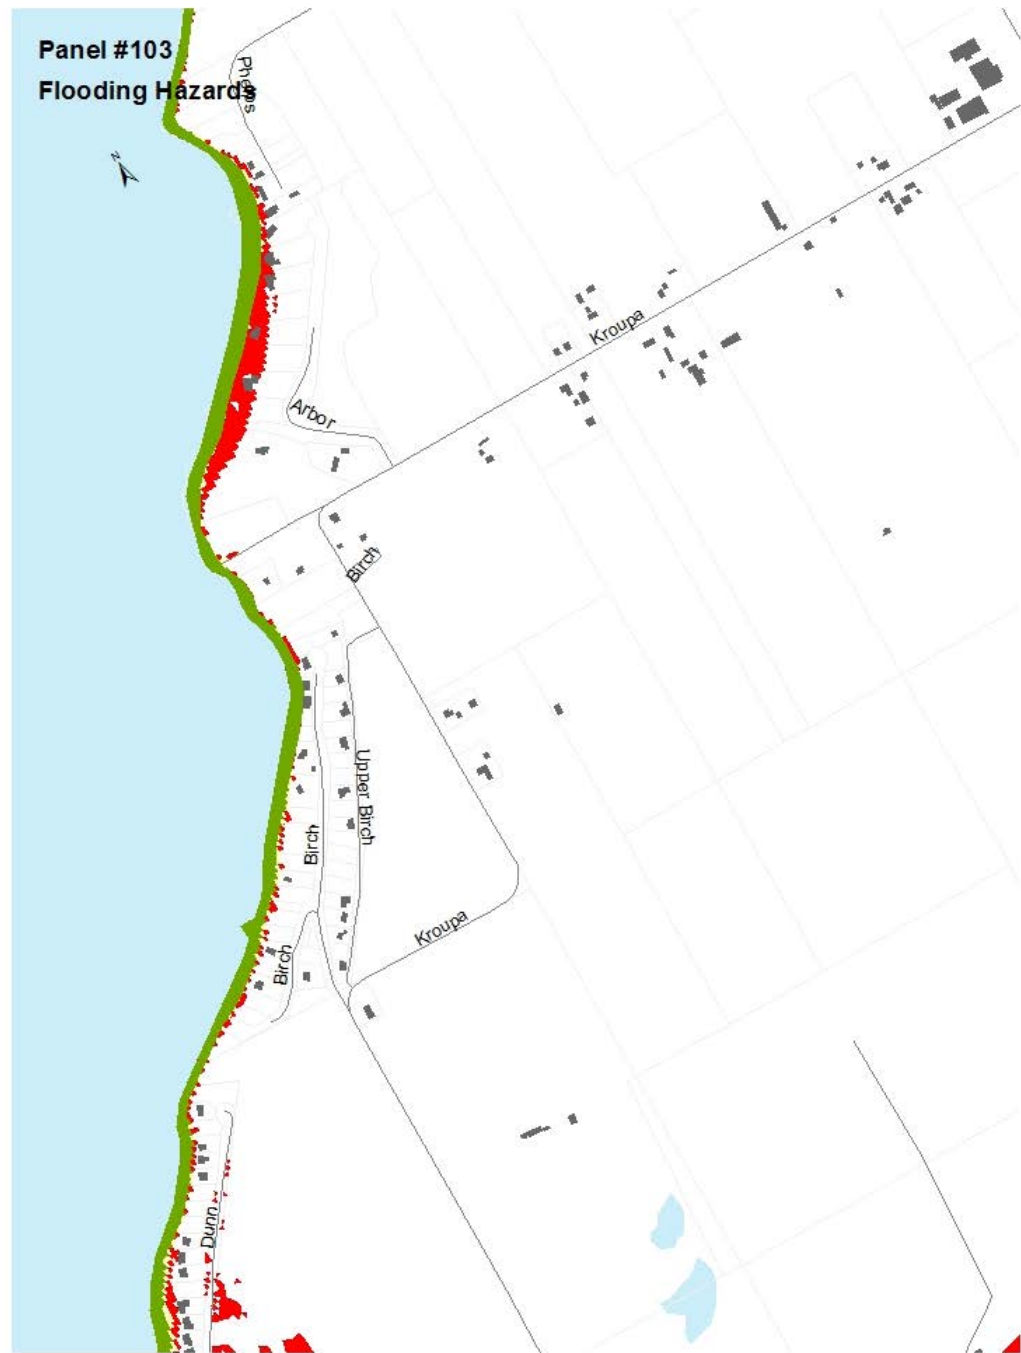 Panel #103
Flooding Hazards
Phelps
N
Kroupa
Arbor
Birch
Upper Birch
Birch
Kroupa
Birch
Dunn